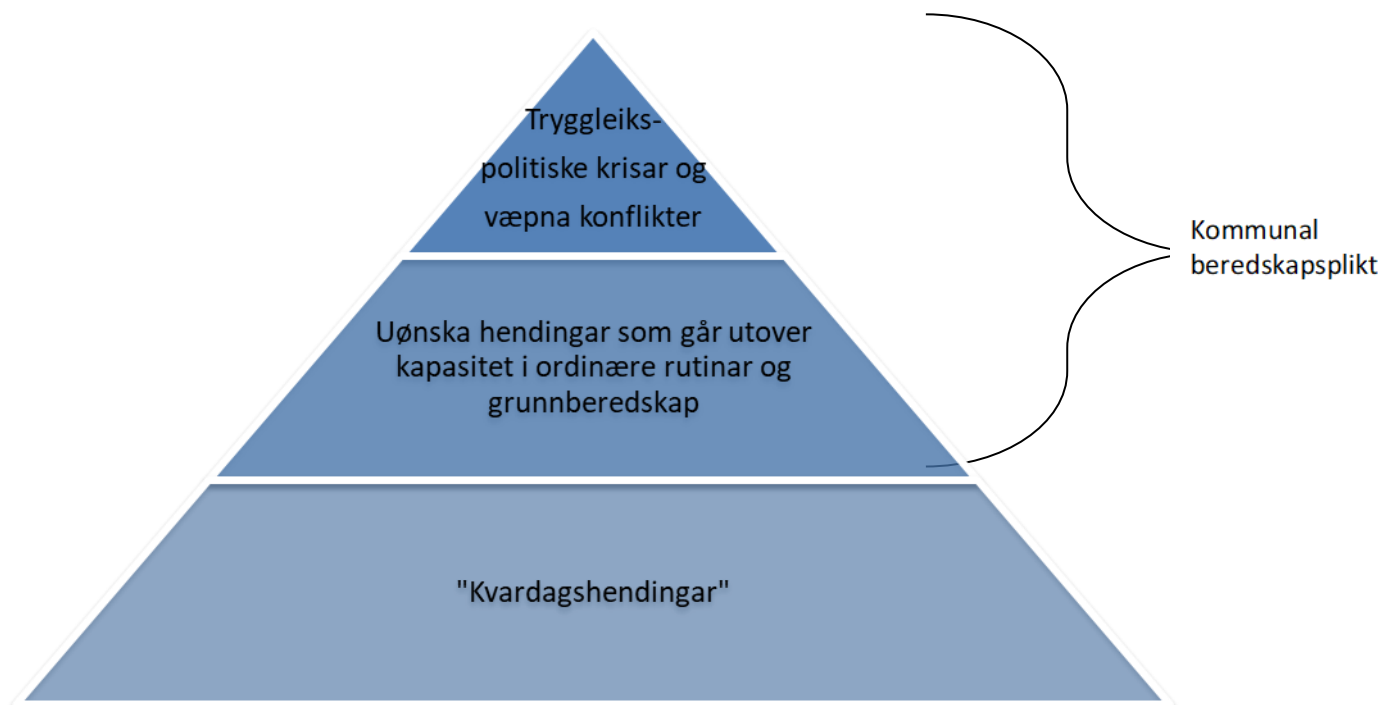 Tryggleiks-
politiske krisar og
væpna konflikter
Uønska hendingar som går utover
kapasitet i ordinære rutinar og
grunnberedskap
"Kvardagshendingar"
Kommunal
beredskapsplikt